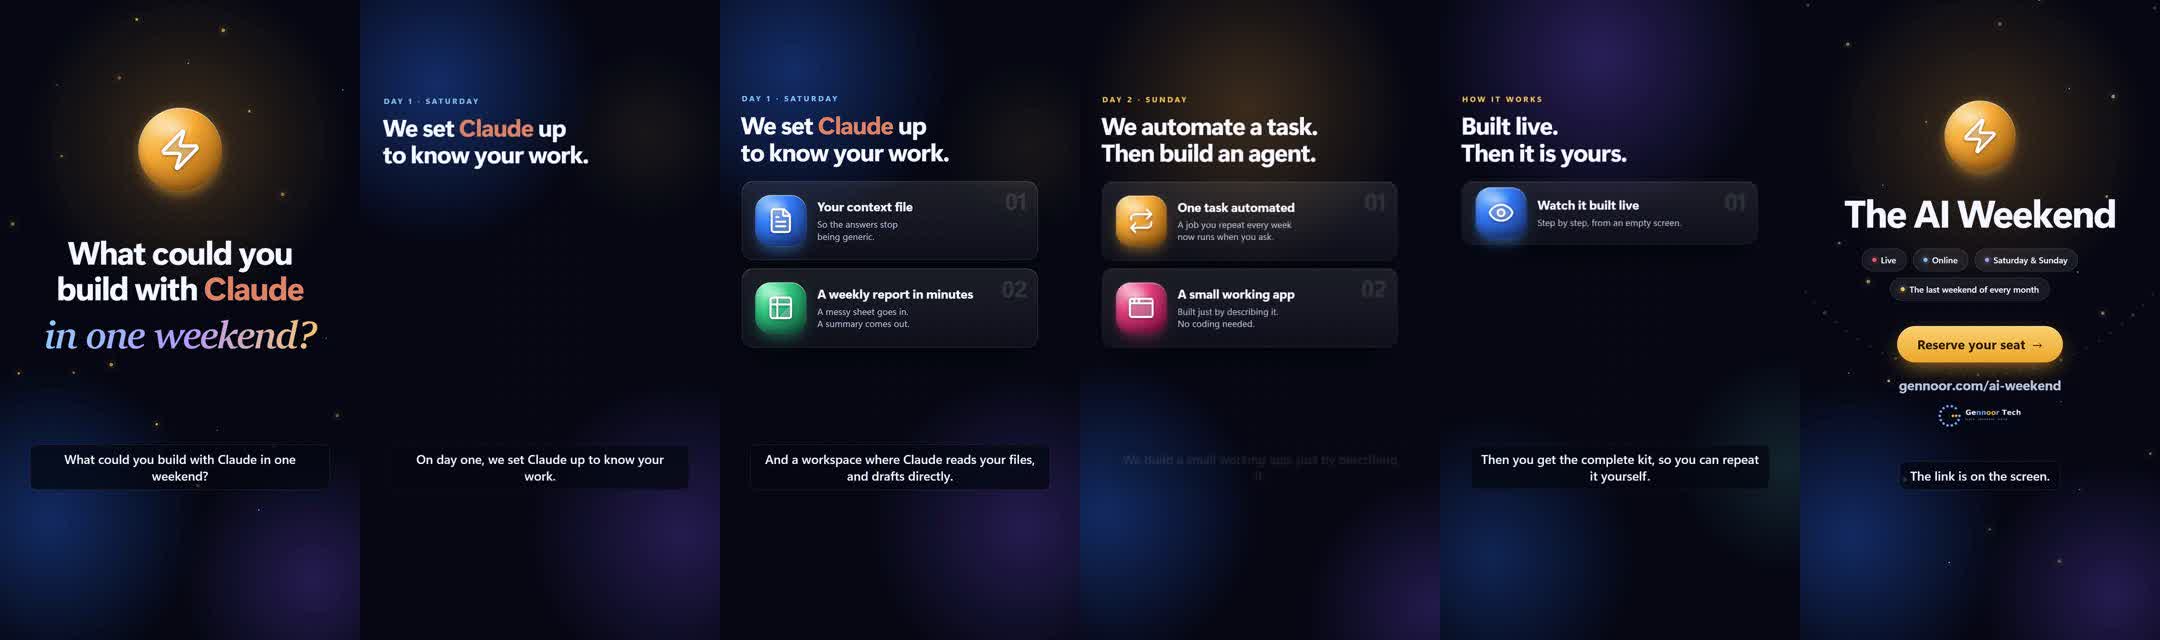 What could you
build with Claude
in one weekend?
What could you build with Claude in one
weekend?
DAY 1 · SATURDAY
We set Claude up
to know your work.
On day one, we set Claude up to know your
work.
DAY 1 · SATURDAY
We set Claude up
to know your work.
01
Your context file
So the answers stop
being generic.
02
A weekly report in minutes
A messy sheet goes in.
A summary comes out.
And a workspace where Claude reads your files,
and drafts directly.
DAY 2 · SUNDAY
We automate a task.
Then build an agent.
01
One task automated
A job you repeat every week
now runs when you ask.
02
A small working app
Built just by describing it.
No coding needed.
We build a small working app just by describing
it.
HOW IT WORKS
Built live.
Then it is yours.
01
Watch it built live
Step by step, from an empty screen.
Then you get the complete kit, so you can repeat
it yourself.
The AI Weekend
Live
Online
Saturday & Sunday
The last weekend of every month
Reserve your seat →
gennoor.com/ai-weekend
Gennoor Tech
The link is on the screen.